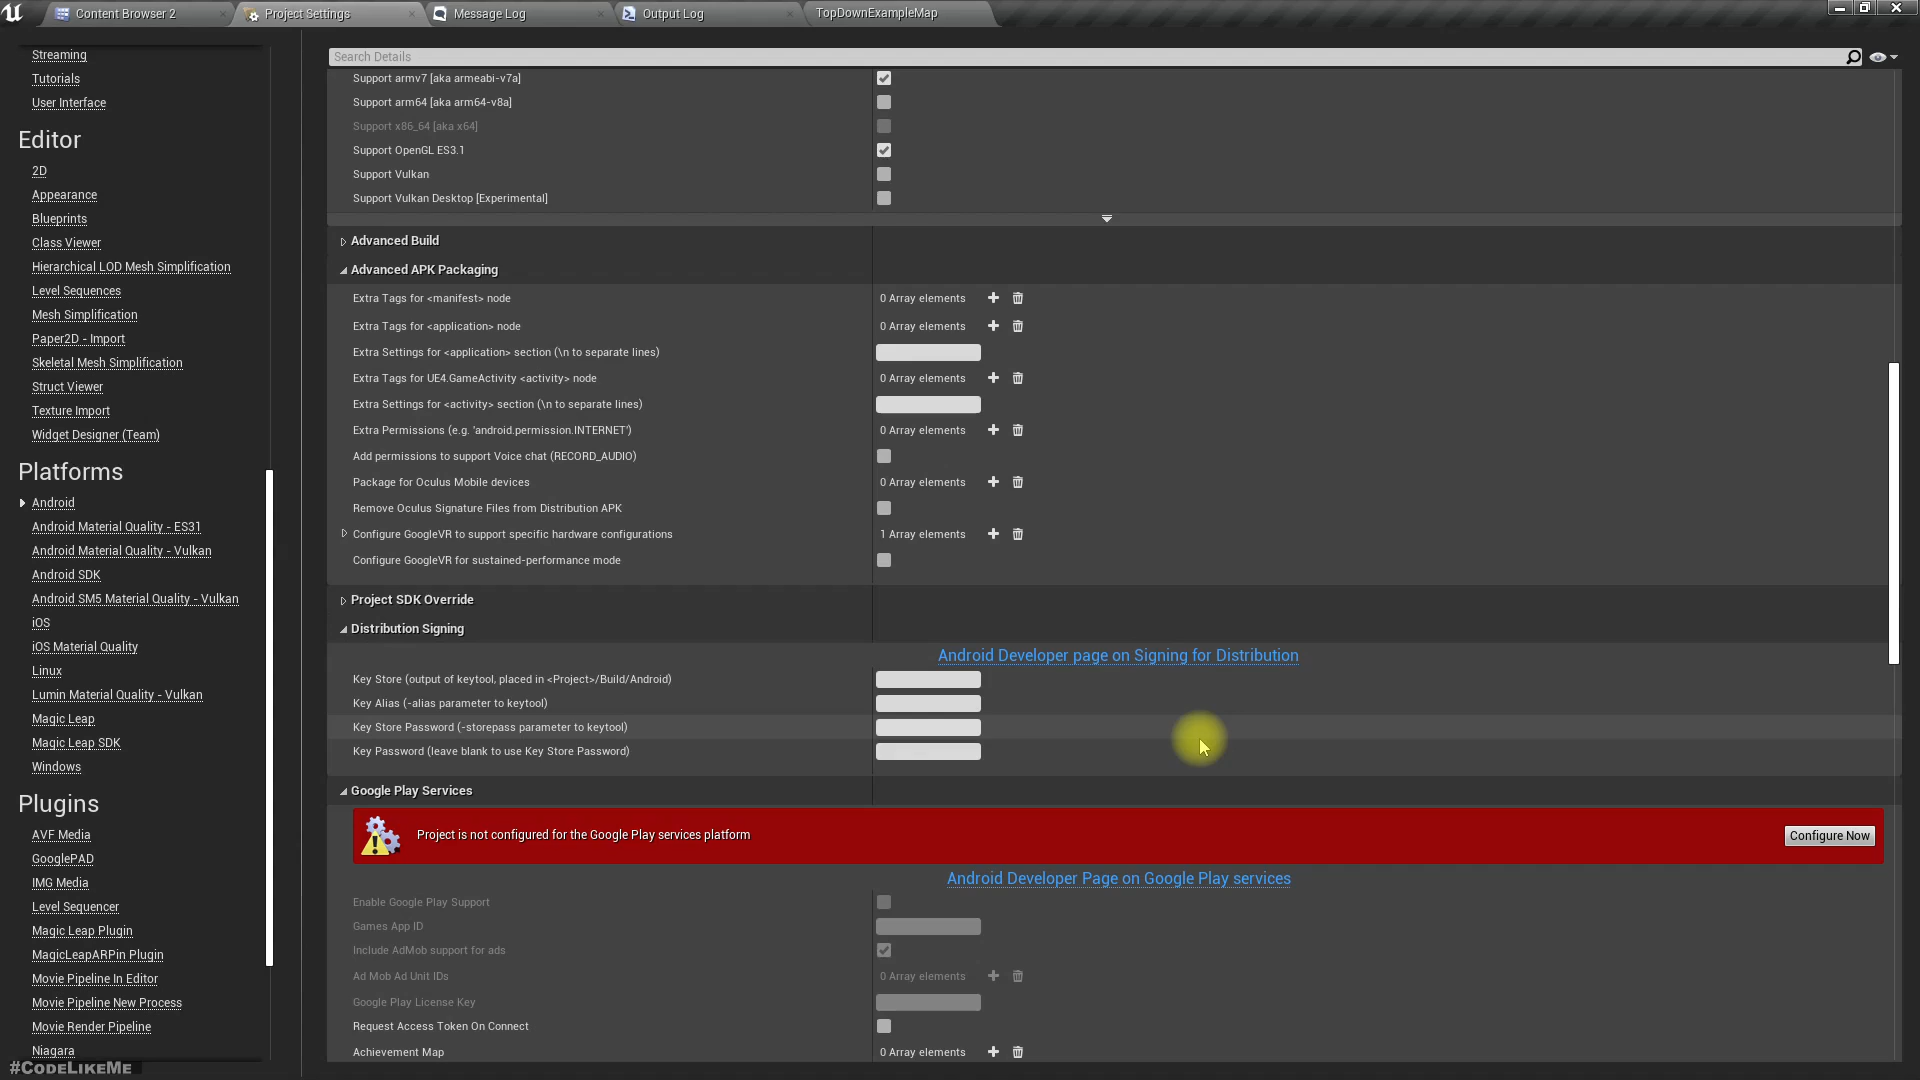 Content Browser 2
Project Settings
Message Log
Output Log
TopDownExampleMap
Streaming
Tutorials
User Interface
Editor
2D
Appearance
Blueprints
Class Viewer
Hierarchical LOD Mesh Simplification
Level Sequences
Mesh Simplification
Paper2D - Import
Skeletal Mesh Simplification
Struct Viewer
Texture Import
Widget Designer (Team)
Platforms
Android
Android Material Quality - ES31
Android Material Quality - Vulkan
Android SDK
Android SM5 Material Quality - Vulkan
iOS
iOS Material Quality
Linux
Lumin Material Quality - Vulkan
Magic Leap
Magic Leap SDK
Windows
Plugins
AVF Media
GooglePAD
IMG Media
Level Sequencer
Magic Leap Plugin
MagicLeapARPin Plugin
Movie Pipeline In Editor
Movie Pipeline New Process
Movie Render Pipeline
Niagara
#CodeLikeMe
Search Details
Support armv7 [aka armeabi-v7a]
Support arm64 [aka arm64-v8a]
Support x86_64 [aka x64]
Support OpenGL ES3.1
Support Vulkan
Support Vulkan Desktop [Experimental]
Advanced Build
Advanced APK Packaging
Extra Tags for <manifest> node 0 Array elements
Extra Tags for <application> node 0 Array elements
Extra Settings for <application> section (\n to separate lines)
Extra Tags for UE4.GameActivity <activity> node 0 Array elements
Extra Settings for <activity> section (\n to separate lines)
Extra Permissions (e.g. 'android.permission.INTERNET') 0 Array elements
Add permissions to support Voice chat (RECORD_AUDIO)
Package for Oculus Mobile devices 0 Array elements
Remove Oculus Signature Files from Distribution APK
Configure GoogleVR to support specific hardware configurations 1 Array elements
Configure GoogleVR for sustained-performance mode
Project SDK Override
Distribution Signing
Android Developer page on Signing for Distribution
Key Store (output of keytool, placed in <Project>/Build/Android)
Key Alias (-alias parameter to keytool)
Key Store Password (-storepass parameter to keytool)
Key Password (leave blank to use Key Store Password)
Google Play Services
Project is not configured for the Google Play services platform Configure Now
Android Developer Page on Google Play services
Enable Google Play Support
Games App ID
Include AdMob support for ads
Ad Mob Ad Unit IDs 0 Array elements
Google Play License Key
Request Access Token On Connect
Achievement Map 0 Array elements